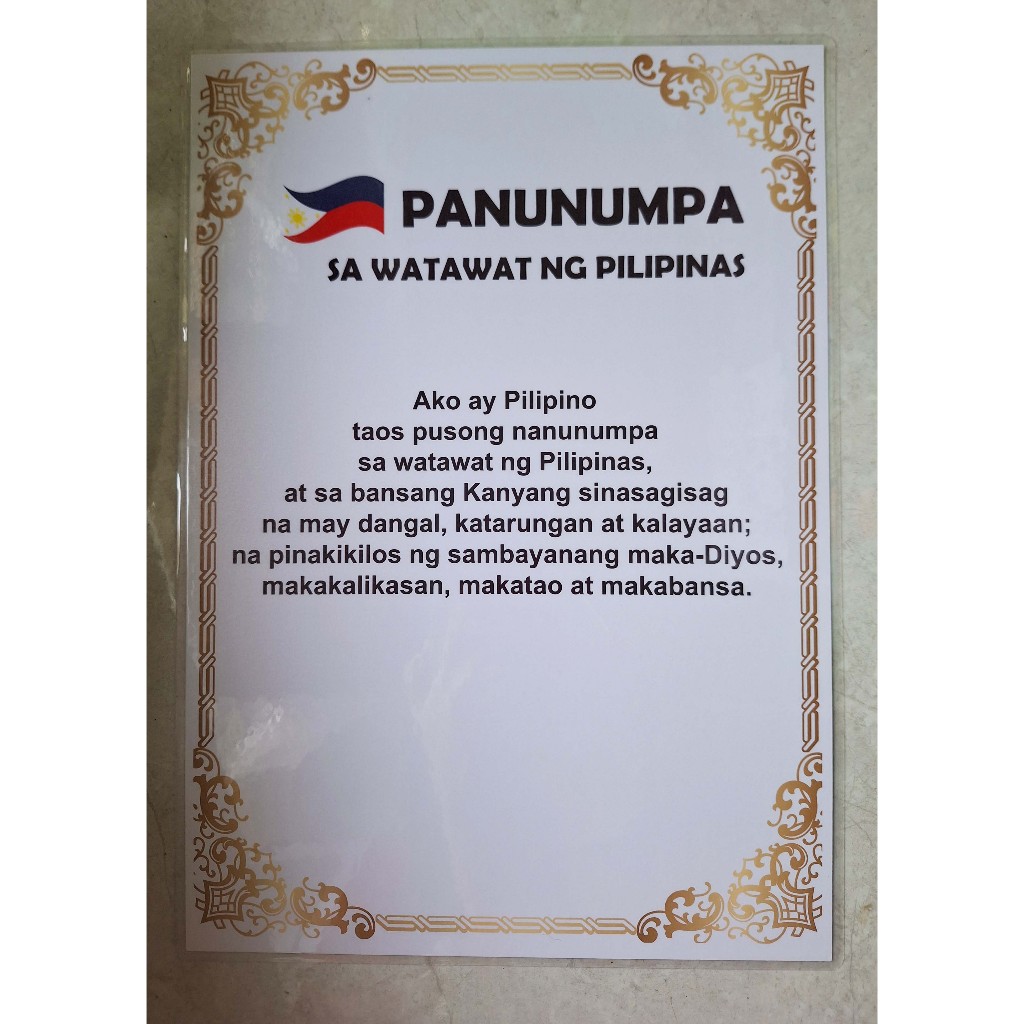 PANUNUMPA
SA WATAWAT NG PILIPINAS
Ako ay Pilipino
taos pusong nanunumpa
sa watawat ng Pilipinas,
at sa bansang Kanyang sinasagisag
na may dangal, katarungan at kalayaan;
na pinakikilos ng sambayanang maka-Diyos,
makakalikasan, makatao at makabansa.